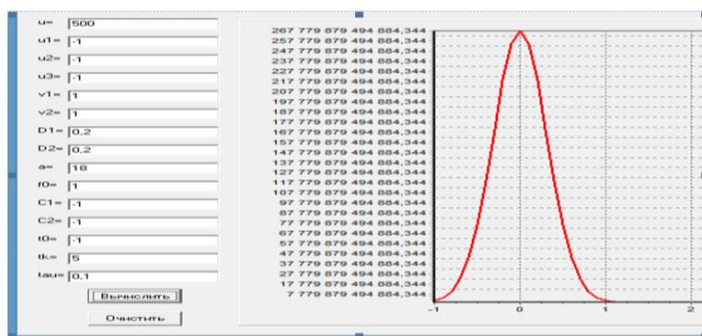 u= 500
u1= -1
u2= -1
u3= -1
v1= 1
v2= 1
D1= 0,2
D2= 0,2
a= 18
f0= 1
C1= -1
C2= -1
t0= -1
tk= 5
tau= 0,1
Вычислить
Очистить
267 779 879 494 884,344
257 779 879 494 884,344
247 779 879 494 884,344
237 779 879 494 884,344
227 779 879 494 884,344
217 779 879 494 884,344
207 779 879 494 884,344
197 779 879 494 884,344
187 779 879 494 884,344
177 779 879 494 884,344
167 779 879 494 884,344
157 779 879 494 884,344
147 779 879 494 884,344
137 779 879 494 884,344
127 779 879 494 884,344
117 779 879 494 884,344
107 779 879 494 884,344
97 779 879 494 884,344
87 779 879 494 884,344
77 779 879 494 884,344
67 779 879 494 884,344
57 779 879 494 884,344
47 779 879 494 884,344
37 779 879 494 884,344
27 779 879 494 884,344
17 779 879 494 884,344
7 779 879 494 884,344
-1 0 1 2